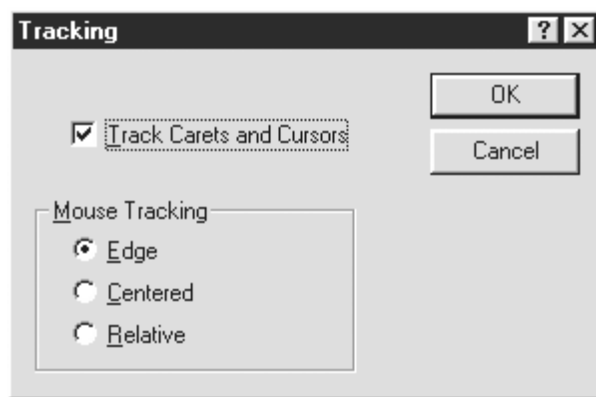 Tracking
OK
Track Carets and Cursors
Cancel
Mouse Tracking
Edge
Centered
Relative